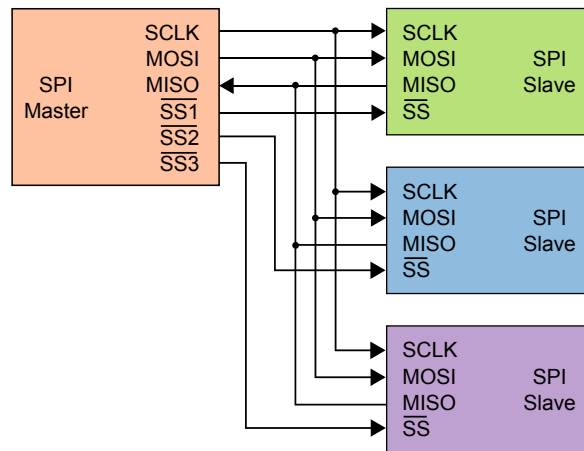 SCLK
MOSI
MISO
SS1
SS2
SS3
SPI
Master
SCLK
MOSI
MISO
SS
SPI
Slave
SCLK
MOSI
MISO
SS
SPI
Slave
SCLK
MOSI
MISO
SS
SPI
Slave